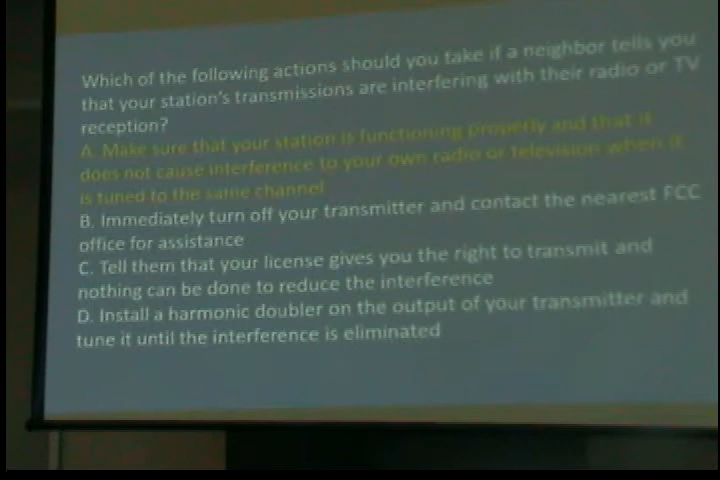 Which of the following actions should you take if a neighbor tells you
that your station's transmissions are interfering with their radio or TV
reception?
A. Make sure that your station is functioning properly and that it
does not cause interference to your own radio or television when it
is tuned to the same channel
B. Immediately turn off your transmitter and contact the nearest FCC
office for assistance
C. Tell them that your license gives you the right to transmit and
nothing can be done to reduce the interference
D. Install a harmonic doubler on the output of your transmitter and
tune it until the interference is eliminated